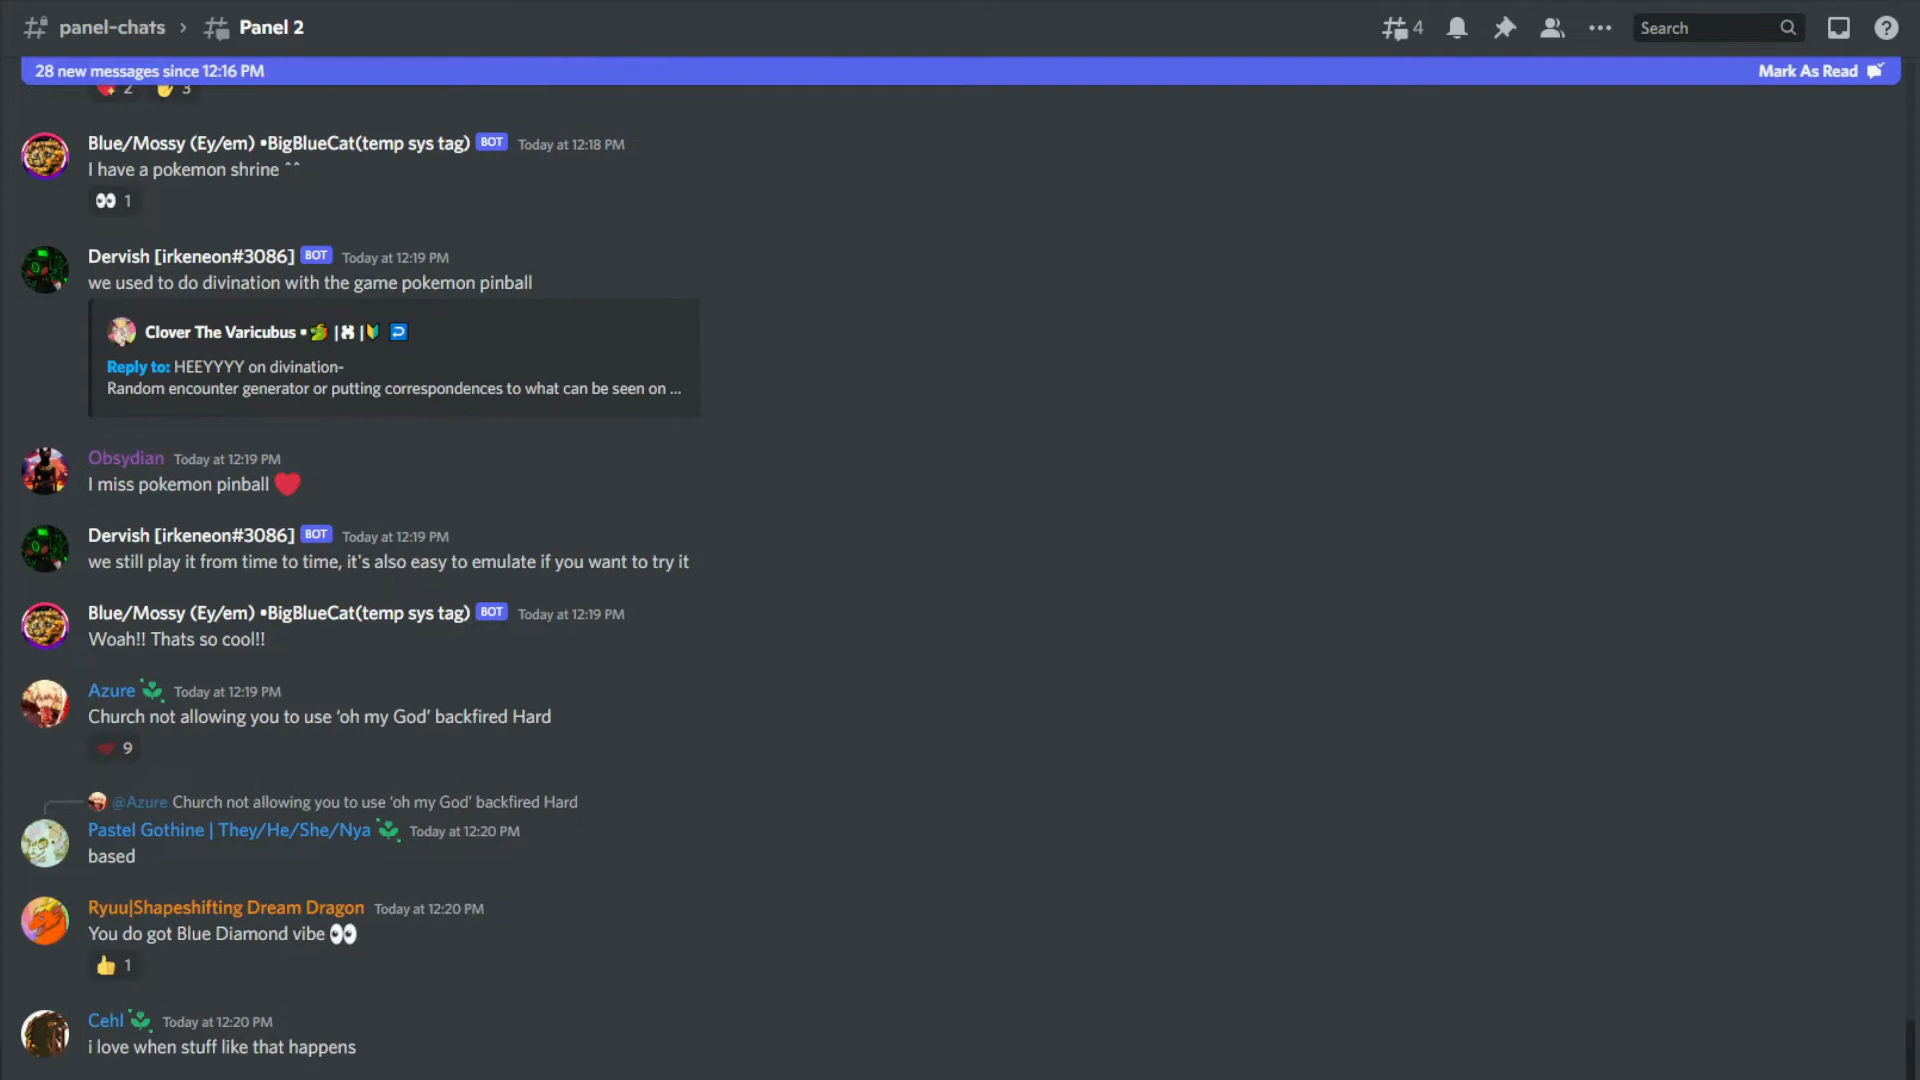 panel-chats › Panel 2
4
Search
28 new messages since 12:16 PM
Mark As Read
2 3
Blue/Mossy (Ey/em) •BigBlueCat(temp sys tag) BOT Today at 12:18 PM
I have a pokemon shrine ^^
1
Dervish [irkeneon#3086] BOT Today at 12:19 PM
we used to do divination with the game pokemon pinball
Clover The Varicubus • | |
Reply to: HEEYYYY on divination-
Random encounter generator or putting correspondences to what can be seen on ...
Obsydian Today at 12:19 PM
I miss pokemon pinball
Dervish [irkeneon#3086] BOT Today at 12:19 PM
we still play it from time to time, it's also easy to emulate if you want to try it
Blue/Mossy (Ey/em) •BigBlueCat(temp sys tag) BOT Today at 12:19 PM
Woah!! Thats so cool!!
Azure Today at 12:19 PM
Church not allowing you to use ‘oh my God’ backfired Hard
9
@Azure Church not allowing you to use ‘oh my God’ backfired Hard
Pastel Gothine | They/He/She/Nya Today at 12:20 PM
based
Ryuu|Shapeshifting Dream Dragon Today at 12:20 PM
You do got Blue Diamond vibe
1
Cehl Today at 12:20 PM
i love when stuff like that happens